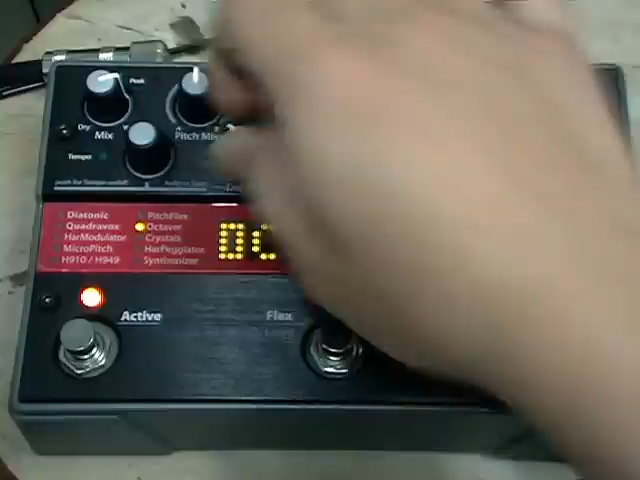 Peak
Dry
Mix
Pitch Mix
Tempo
Diatonic
Quadravox
HarModulator
MicroPitch
H910 / H949
PitchFlex
Octaver
Crystals
HarPeggiator
Synthonizer
OC
Active
Flex